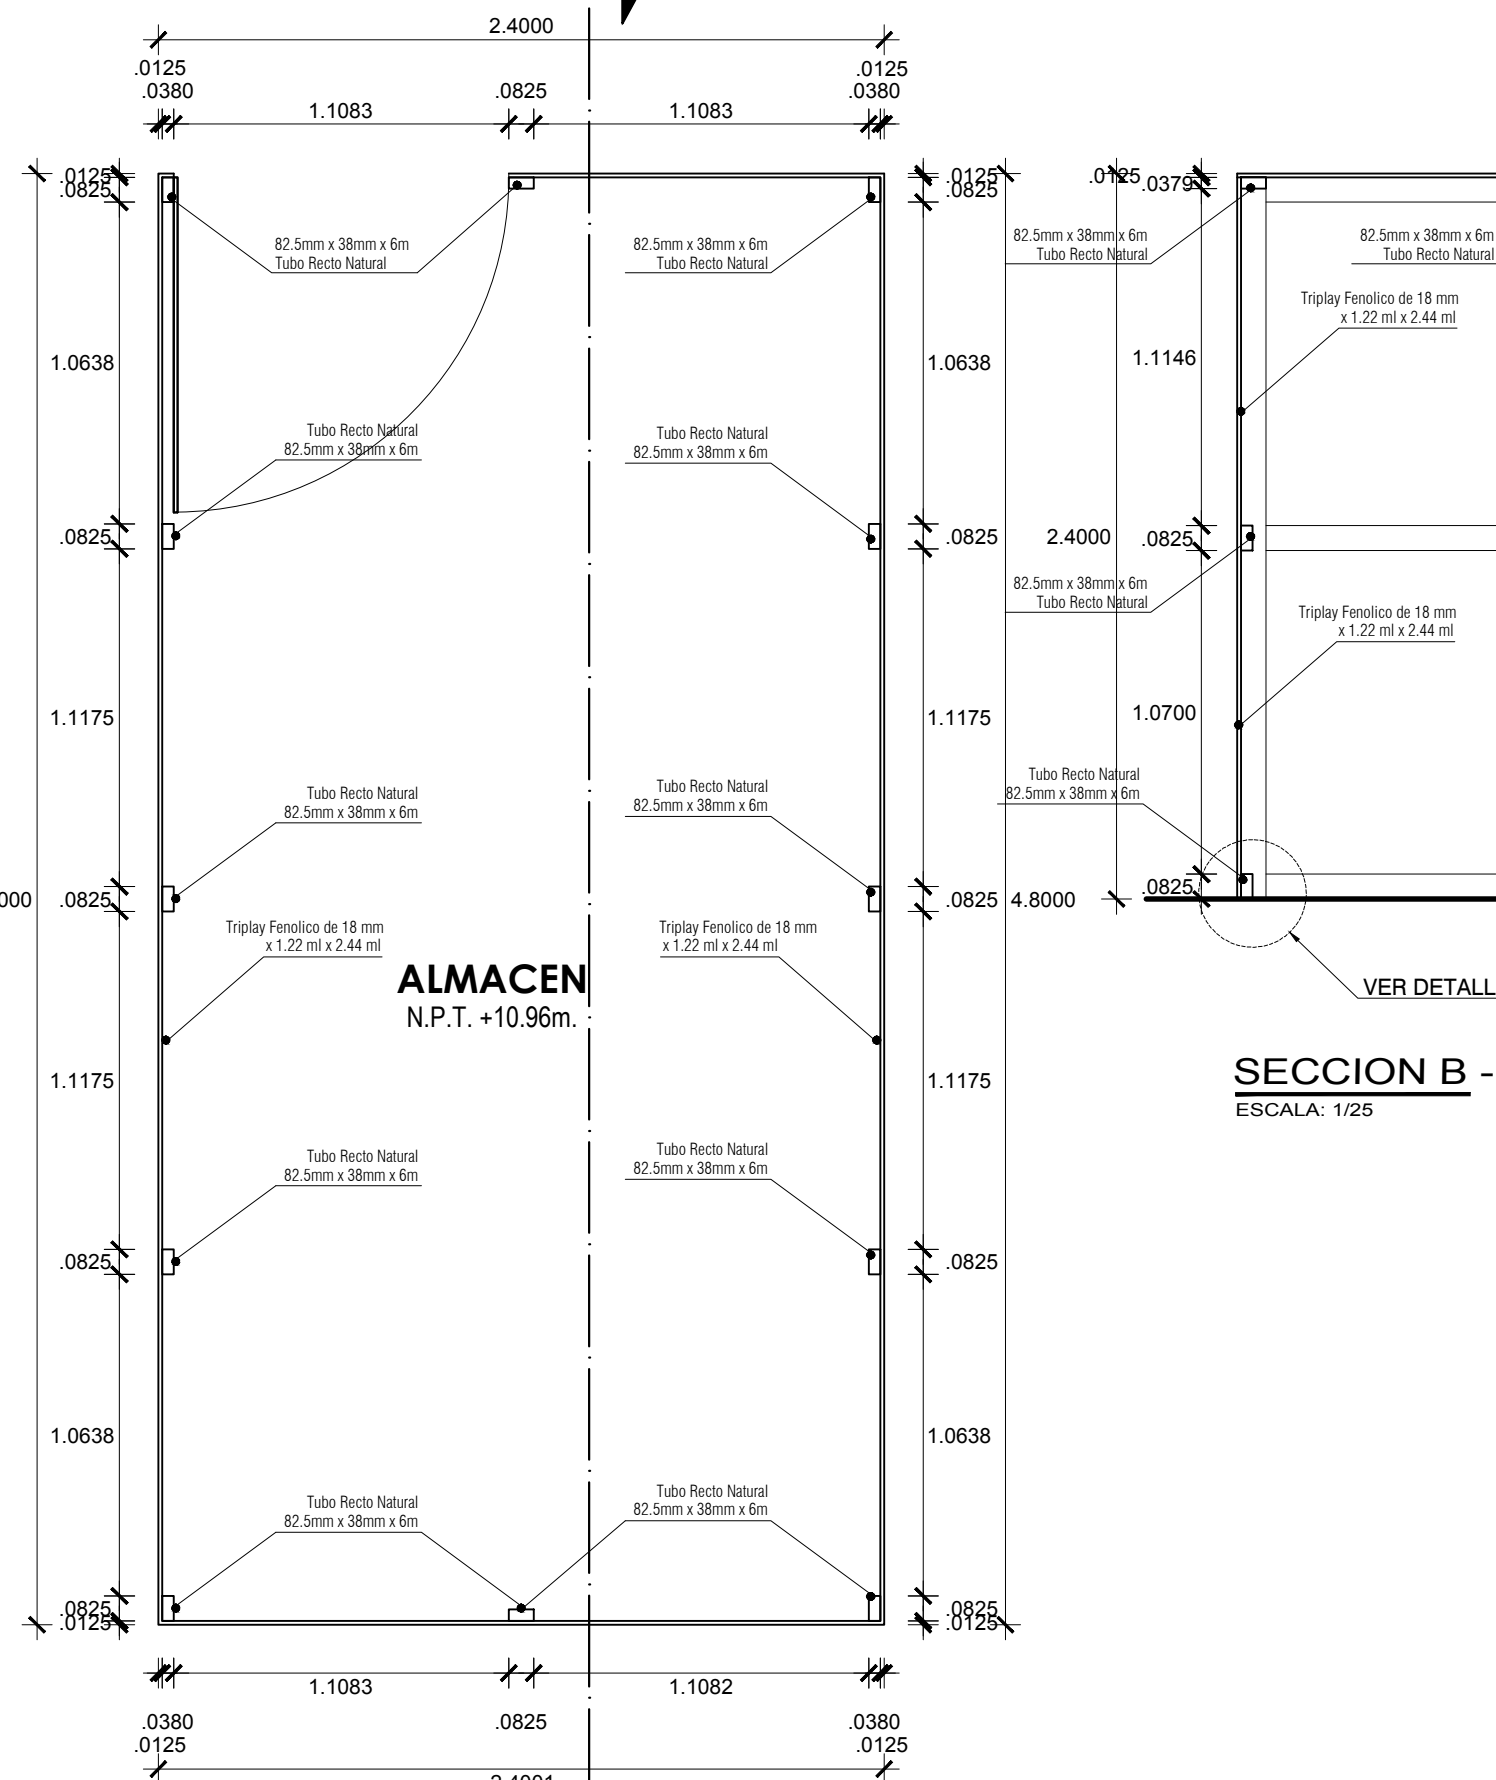 2.4000
.0125
.0125
.0380
.0825
.0380
1.1083
1.1083
.0125
.0825
.0125
.0825
.0125
.0379
82.5mm x 38mm x 6m
Tubo Recto Natural
82.5mm x 38mm x 6m
Tubo Recto Natural
82.5mm x 38mm x 6m
Tubo Recto Natural
82.5mm x 38mm x 6m
Tubo Recto Natural
Triplay Fenolico de 18 mm
x 1.22 ml x 2.44 ml
1.0638
1.0638
1.1146
Tubo Recto Natural
82.5mm x 38mm x 6m
Tubo Recto Natural
82.5mm x 38mm x 6m
.0825
.0825
2.4000
.0825
82.5mm x 38mm x 6m
Tubo Recto Natural
Triplay Fenolico de 18 mm
x 1.22 ml x 2.44 ml
1.1175
1.1175
1.0700
Tubo Recto Natural
82.5mm x 38mm x 6m
Tubo Recto Natural
82.5mm x 38mm x 6m
Tubo Recto Natural
82.5mm x 38mm x 6m
000
.0825
.0825
4.8000
.0825
Triplay Fenolico de 18 mm
x 1.22 ml x 2.44 ml
Triplay Fenolico de 18 mm
x 1.22 ml x 2.44 ml
ALMACEN
N.P.T. +10.96m.
VER DETALL
SECCION B -
ESCALA: 1/25
1.1175
1.1175
Tubo Recto Natural
82.5mm x 38mm x 6m
Tubo Recto Natural
82.5mm x 38mm x 6m
.0825
.0825
1.0638
1.0638
Tubo Recto Natural
82.5mm x 38mm x 6m
Tubo Recto Natural
82.5mm x 38mm x 6m
.0825
.0125
.0825
.0125
1.1083
1.1082
.0380
.0825
.0380
.0125
.0125
2.4001